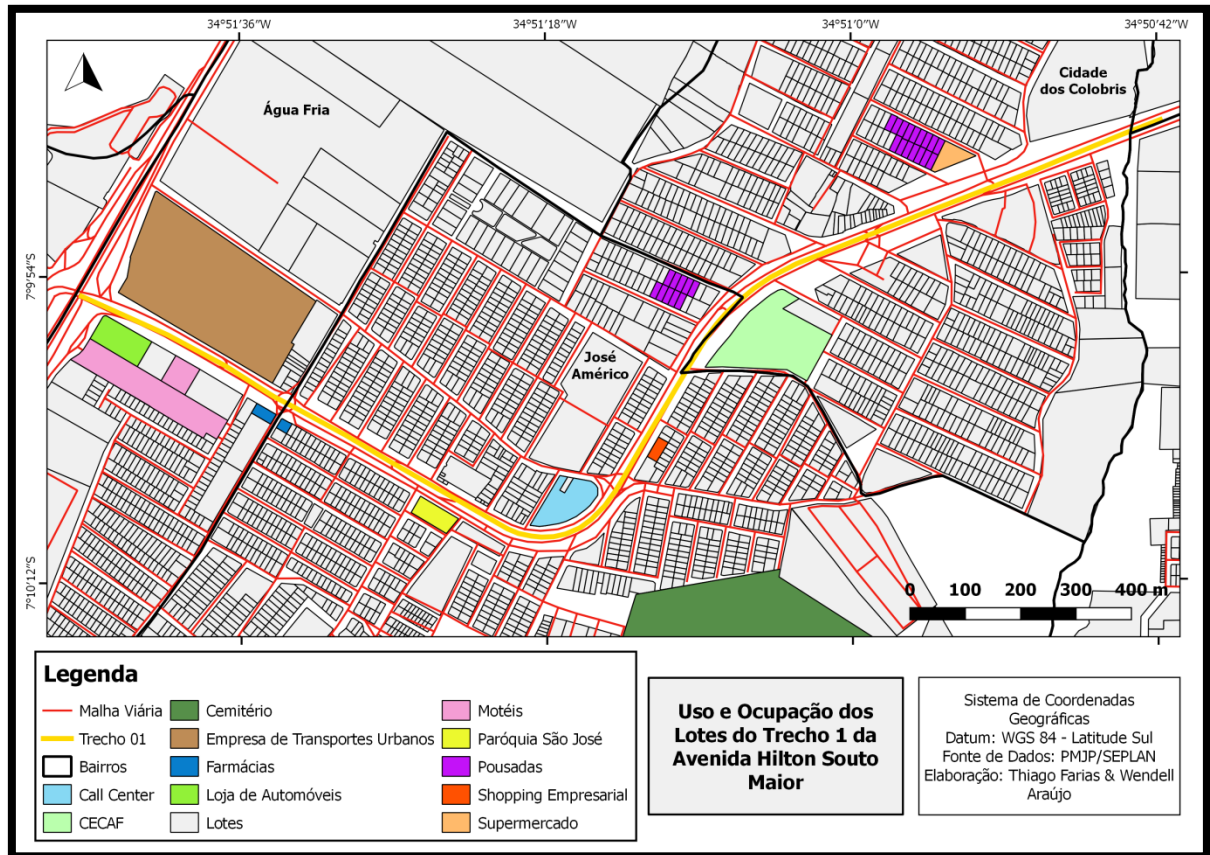 34°51′36″W
34°51′18″W
34°51′0″W
34°50′42″W
7°9′54″S
7°10′12″S
Água Fria
Cidade
dos Colobris
José
Américo
0 100 200 300 400 m
Legenda
Malha Viária
Trecho 01
Bairros
Call Center
CECAF
Cemitério
Empresa de Transportes Urbanos
Farmácias
Loja de Automóveis
Lotes
Motéis
Paróquia São José
Pousadas
Shopping Empresarial
Supermercado
Uso e Ocupação dos
Lotes do Trecho 1 da
Avenida Hilton Souto
Maior
Sistema de Coordenadas
Geográficas
Datum: WGS 84 - Latitude Sul
Fonte de Dados: PMJP/SEPLAN
Elaboração: Thiago Farias & Wendell
Araújo